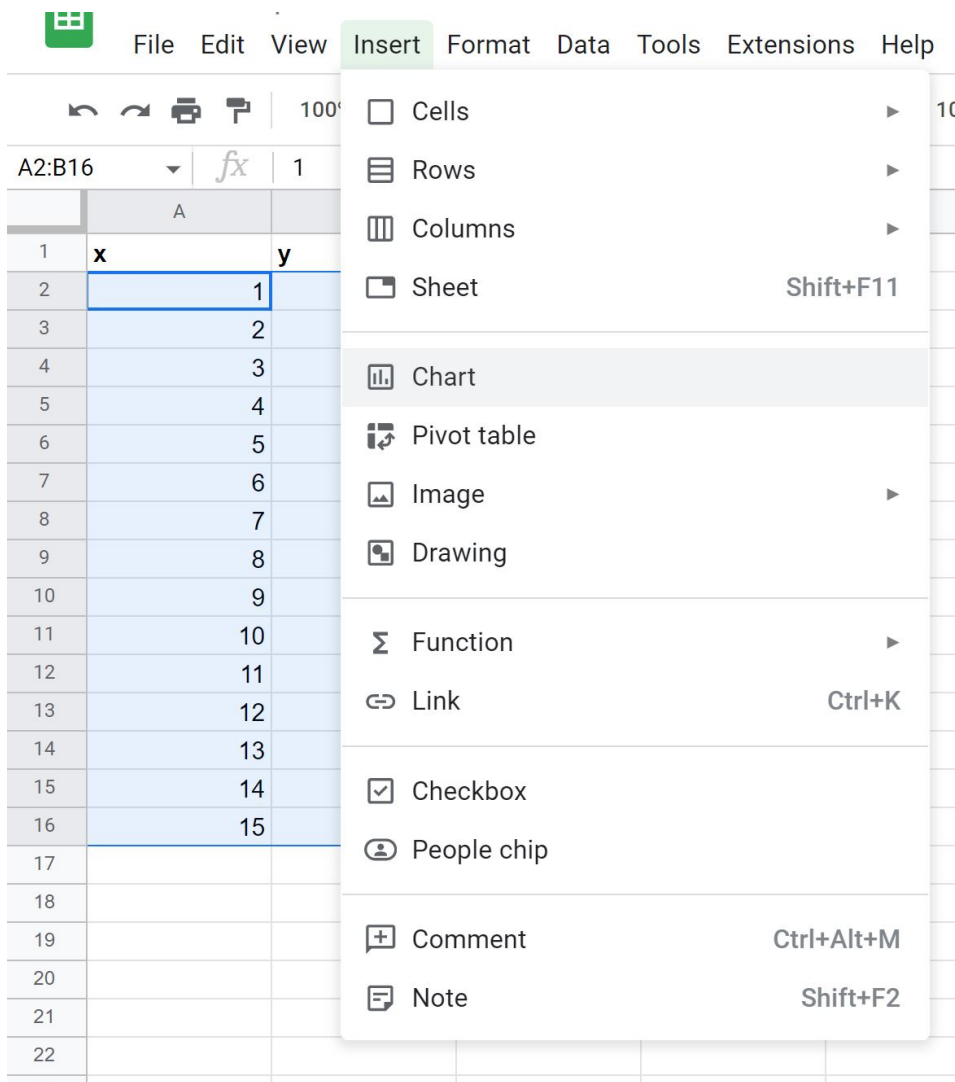 File Edit View Insert Format Data Tools Extensions Help
100
A2:B16 fx 1
A
1 x y
2 1
3 2
4 3
5 4
6 5
7 6
8 7
9 8
10 9
11 10
12 11
13 12
14 13
15 14
16 15
17
18
19
20
21
22
Cells
Rows
Columns
Sheet Shift+F11
Chart
Pivot table
Image
Drawing
Function
Link Ctrl+K
Checkbox
People chip
Comment Ctrl+Alt+M
Note Shift+F2